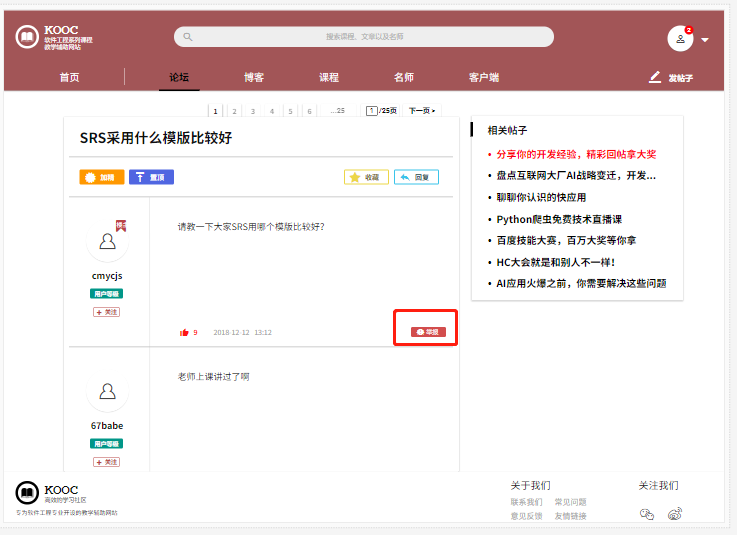 KOOC
软件工程系列课程
教学辅助网站
搜索课程、文章以及名师
2
首页 论坛 博客 课程 名师 客户端 发帖子
1 2 3 4 5 6 ...25 1 /25页 下一页 >
SRS采用什么模版比较好
加精 置顶 收藏 回复
请教一下大家SRS用哪个模版比较好?
cmycjs
用户等级
+ 关注
9 2018-12-12 13:12 举报
老师上课讲过了啊
67babe
用户等级
+ 关注
相关帖子
• 分享你的开发经验，精彩回帖拿大奖
• 盘点互联网大厂AI战略变迁，开发...
• 聊聊你认识的快应用
• Python爬虫免费技术直播课
• 百度技能大赛，百万大奖等你拿
• HC大会就是和别人不一样!
• AI应用火爆之前，你需要解决这些问题
KOOC
高效的学习社区
专为软件工程专业开设的教学辅助网站
关于我们
联系我们 常见问题
意见反馈 友情链接
关注我们